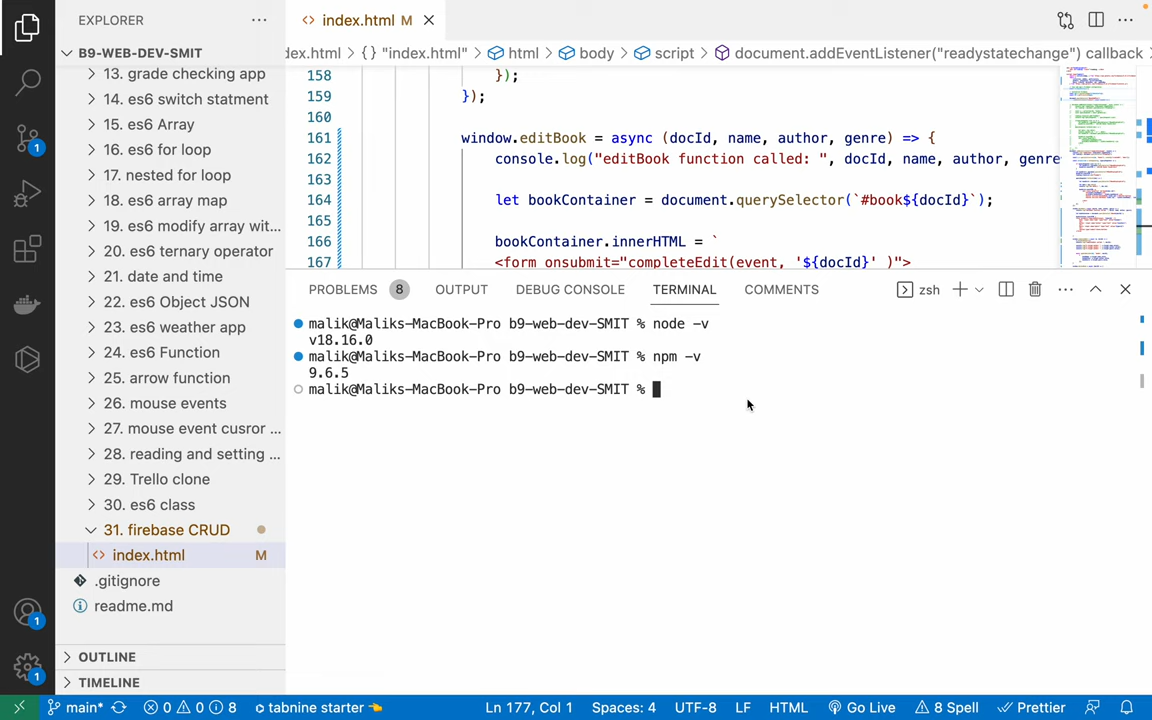 EXPLORER
index.html M
B9-WEB-DEV-SMIT
dex.html > {} "index.html" > html > body > script > document.addEventListener("readystatechange") callback >
13. grade checking app
14. es6 switch statment
15. es6 Array
16. es6 for loop
17. nested for loop
18. es6 array map
19. es6 modify array wit...
20. es6 ternary operator
21. date and time
22. es6 Object JSON
23. es6 weather app
24. es6 Function
25. arrow function
26. mouse events
27. mouse event cusror ...
28. reading and setting ...
29. Trello clone
30. es6 class
31. firebase CRUD
index.html M
.gitignore
readme.md
OUTLINE
TIMELINE
158 });
159 });
160
161 window.editBook = async (docId, name, author, genre) => {
162 console.log("editBook function called: ", docId, name, author, genre
163
164 let bookContainer = document.querySelector(`#book${docId}`);
165
166 bookContainer.innerHTML = `
167 <form onsubmit="completeEdit(event, '${docId}' )">
PROBLEMS 8 OUTPUT DEBUG CONSOLE TERMINAL COMMENTS zsh
malik@Maliks-MacBook-Pro b9-web-dev-SMIT % node -v
v18.16.0
malik@Maliks-MacBook-Pro b9-web-dev-SMIT % npm -v
9.6.5
malik@Maliks-MacBook-Pro b9-web-dev-SMIT %
1
1
1
main* 0 0 8 tabnine starter Ln 177, Col 1 Spaces: 4 UTF-8 LF HTML Go Live 8 Spell Prettier